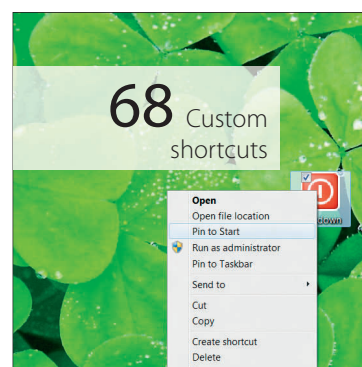 68 Custom
shortcuts
Open
Open file location
Pin to Start
Run as administrator
Pin to Taskbar
Send to
Cut
Copy
Create shortcut
Delete